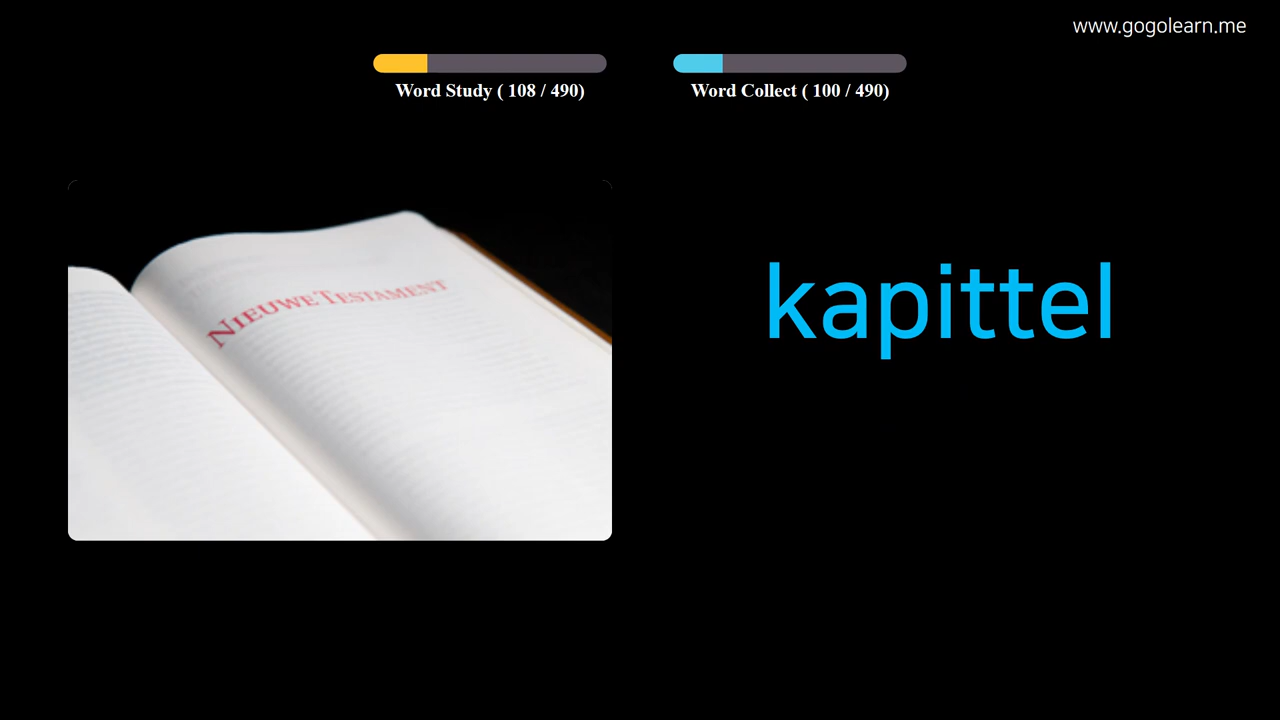 www.gogolearn.me
Word Study ( 108 / 490)
Word Collect ( 100 / 490)
NIEUWE TESTAMENT
kapittel